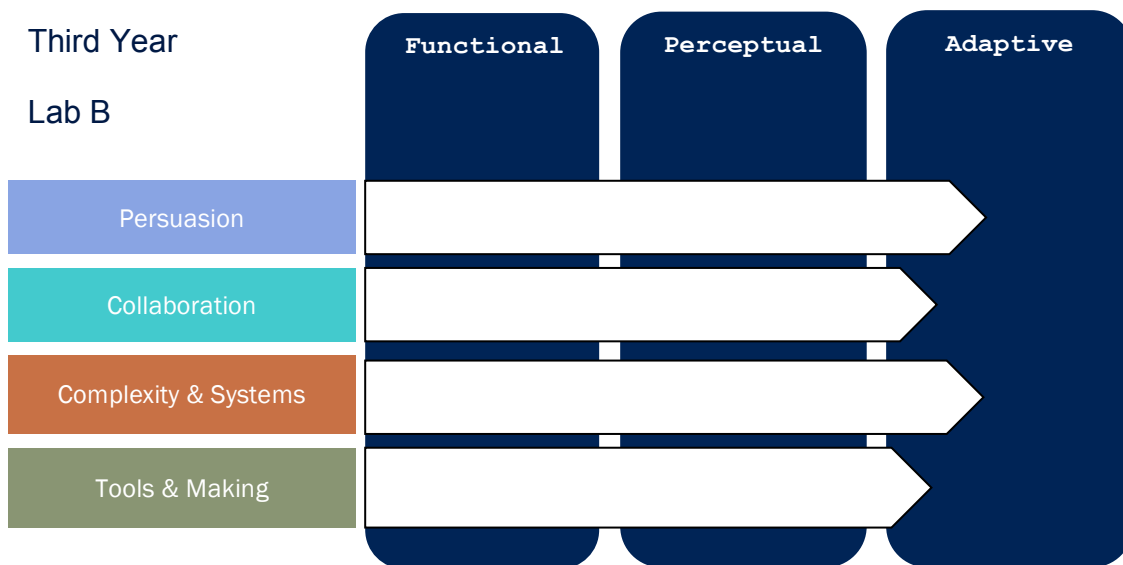 Third Year
Lab B
Functional
Perceptual
Adaptive
Persuasion
Collaboration
Complexity & Systems
Tools & Making